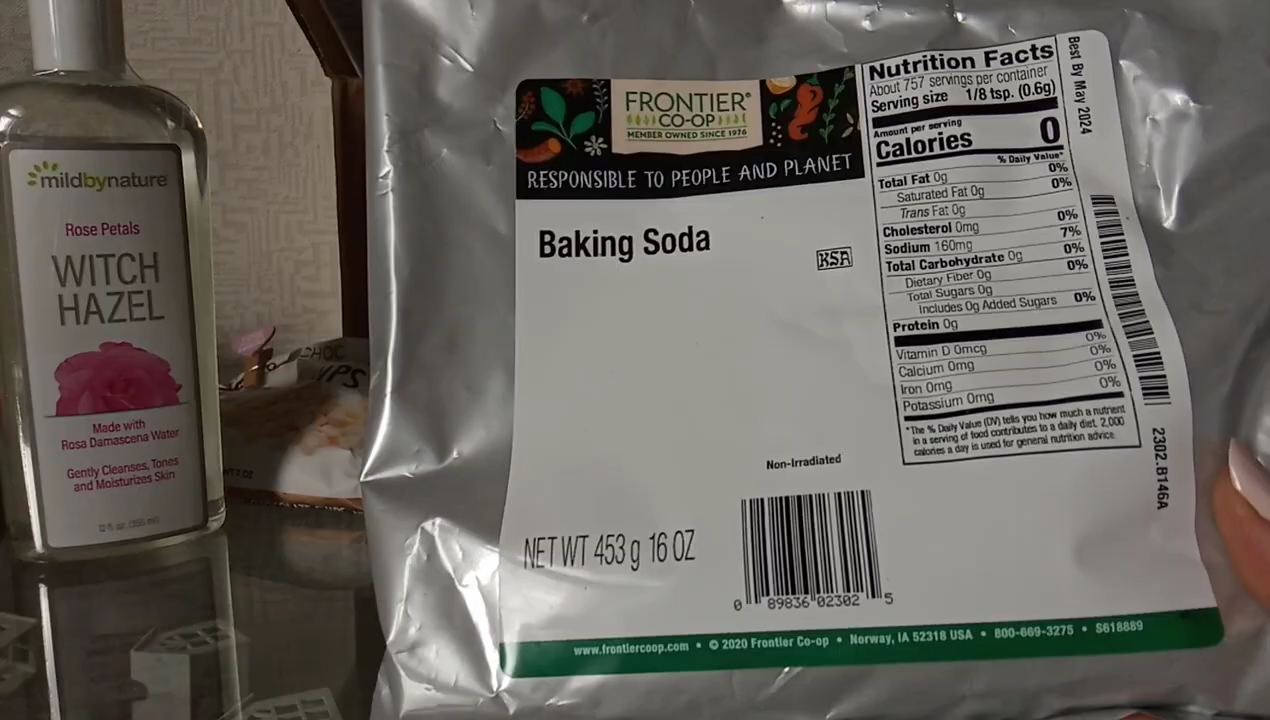 mildbynature
Rose Petals
WITCH
HAZEL
Made with
Rosa Damascena Water
Gently Cleanses, Tones
and Moisturizes Skin
12 fl oz. (355 ml)
CHOC
IPS
FRONTIER®
CO-OP
MEMBER OWNED SINCE 1976
RESPONSIBLE TO PEOPLE AND PLANET
Baking Soda
KSA
Non-Irradiated
NET WT 453 g 16 OZ
0 89836 02302 5
Nutrition Facts
About 757 servings per container
Serving size 1/8 tsp. (0.6g)
Amount per serving
Calories 0
% Daily Value*
Total Fat 0g 0%
Saturated Fat 0g 0%
Trans Fat 0g
Cholesterol 0mg 0%
Sodium 160mg 7%
Total Carbohydrate 0g 0%
Dietary Fiber 0g 0%
Total Sugars 0g
Includes 0g Added Sugars 0%
Protein 0g
Vitamin D 0mcg 0%
Calcium 0mg 0%
Iron 0mg 0%
Potassium 0mg 0%
*The % Daily Value (DV) tells you how much a nutrient
in a serving of food contributes to a daily diet. 2,000
calories a day is used for general nutrition advice.
Best By May 2024
2302.B146A
www.frontiercoop.com • © 2020 Frontier Co-op • Norway, IA 52318 USA • 800-669-3275 • S618889